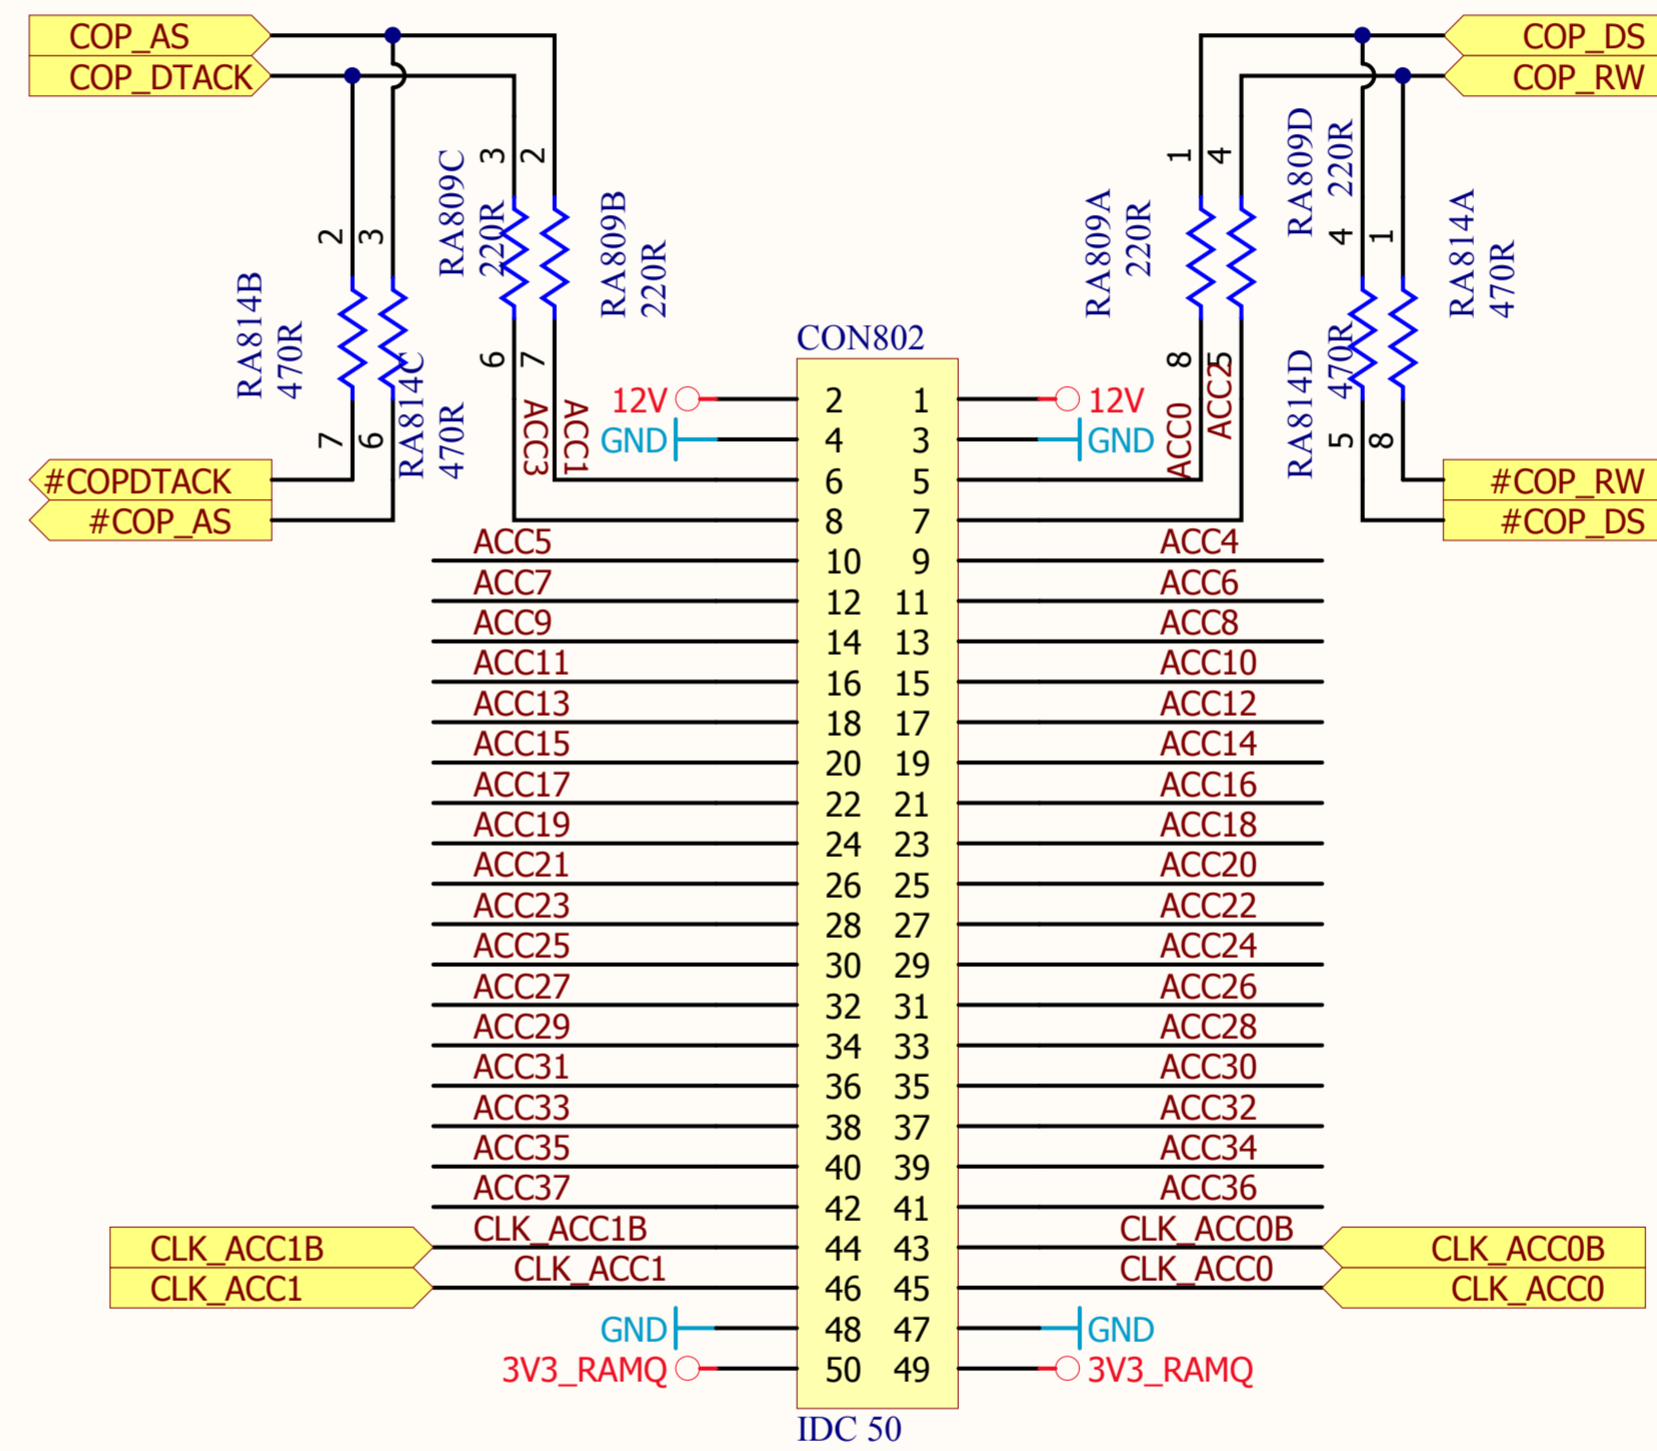 COP_AS
COP_DTACK
COP_DS
COP_RW
3
2
1
4
RA809C
220R
RA809B
220R
RA809A
220R
RA809D
220R
2
3
4
1
RA814B
470R
RA814C
470R
RA814D
470R
RA814A
470R
6
7
8
5
7
6
5
8
ACC3
ACC1
ACC0
ACC2
#COPDTACK
#COP_AS
#COP_RW
#COP_DS
CON802
12V 2 1 12V
GND 4 3 GND
6 5
8 7
ACC5 10 9 ACC4
ACC7 12 11 ACC6
ACC9 14 13 ACC8
ACC11 16 15 ACC10
ACC13 18 17 ACC12
ACC15 20 19 ACC14
ACC17 22 21 ACC16
ACC19 24 23 ACC18
ACC21 26 25 ACC20
ACC23 28 27 ACC22
ACC25 30 29 ACC24
ACC27 32 31 ACC26
ACC29 34 33 ACC28
ACC31 36 35 ACC30
ACC33 38 37 ACC32
ACC35 40 39 ACC34
ACC37 42 41 ACC36
CLK_ACC1B CLK_ACC1B 44 43 CLK_ACC0B CLK_ACC0B
CLK_ACC1 CLK_ACC1 46 45 CLK_ACC0 CLK_ACC0
GND 48 47 GND
3V3_RAMQ 50 49 3V3_RAMQ
IDC 50